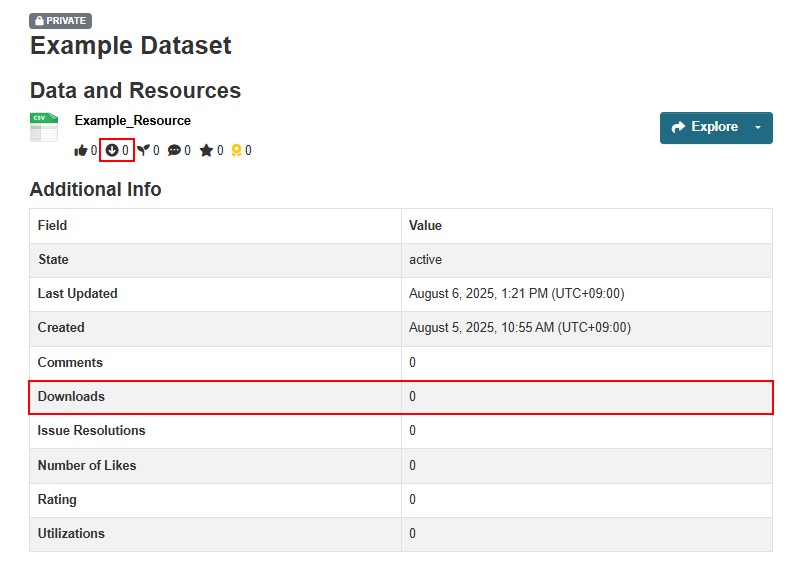 PRIVATE
Example Dataset
Data and Resources
CSV
Example_Resource
Explore
0 0 0 0 0 0
Additional Info
Field Value
State active
Last Updated August 6, 2025, 1:21 PM (UTC+09:00)
Created August 5, 2025, 10:55 AM (UTC+09:00)
Comments 0
Downloads 0
Issue Resolutions 0
Number of Likes 0
Rating 0
Utilizations 0